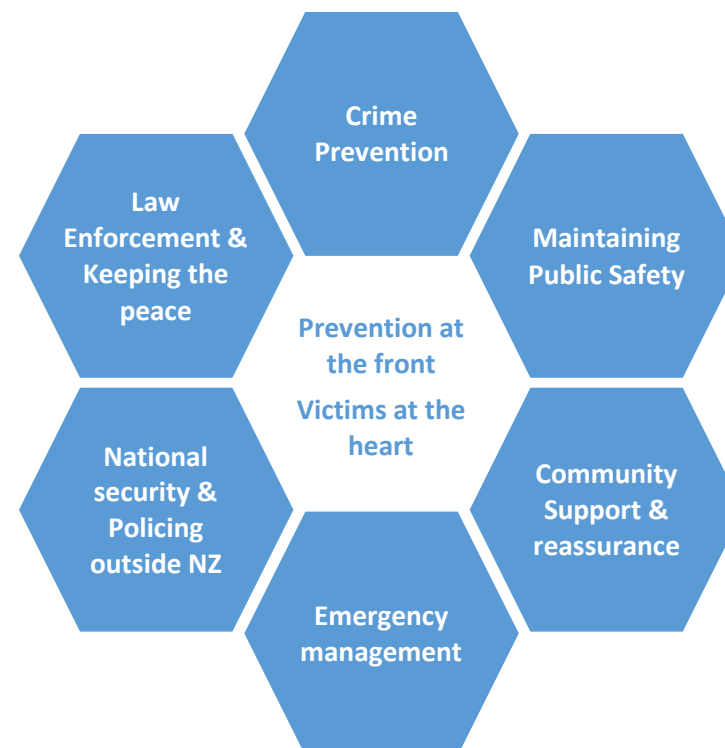 Crime
Prevention
Maintaining
Public Safety
Community
Support &
reassurance
Emergency
management
National
security &
Policing
outside NZ
Law
Enforcement &
Keeping the
peace
Prevention at
the front
Victims at the
heart